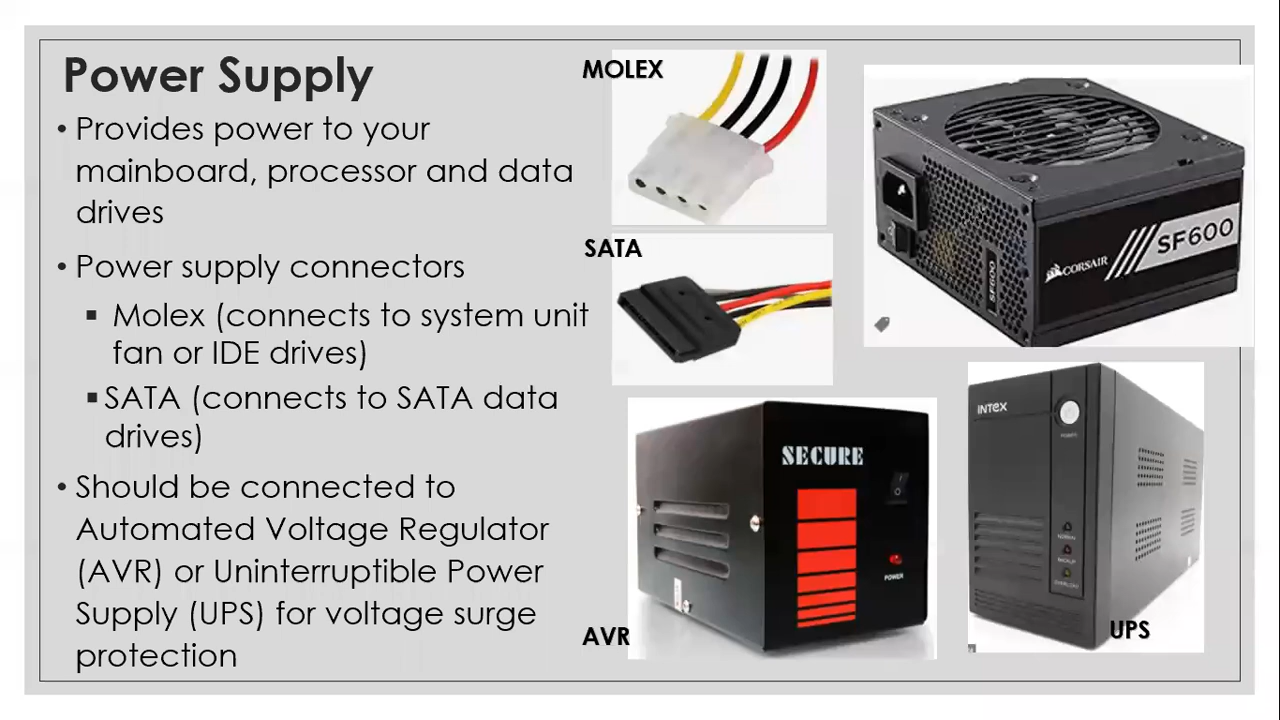 Power Supply
• Provides power to your
mainboard, processor and data
drives
• Power supply connectors
▪ Molex (connects to system unit
fan or IDE drives)
▪ SATA (connects to SATA data
drives)
• Should be connected to
Automated Voltage Regulator
(AVR) or Uninterruptible Power
Supply (UPS) for voltage surge
protection
MOLEX
SATA
CORSAIR
SF600
SF600
SECURE
POWER
AVR
INTEX
UPS